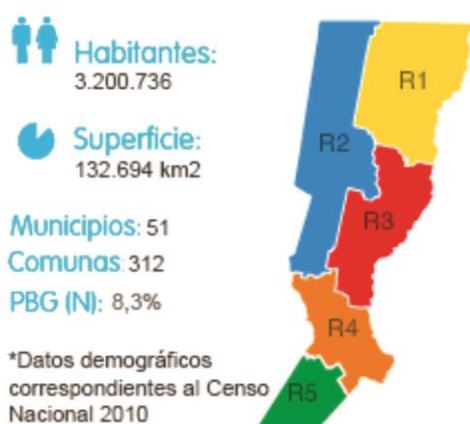 Habitantes:
3.200.736
Superficie:
132.694 km2
Municipios: 51
Comunas: 312
PBG (N): 8,3%
*Datos demográficos
correspondientes al Censo
Nacional 2010
R1
R2
R3
R4
R5